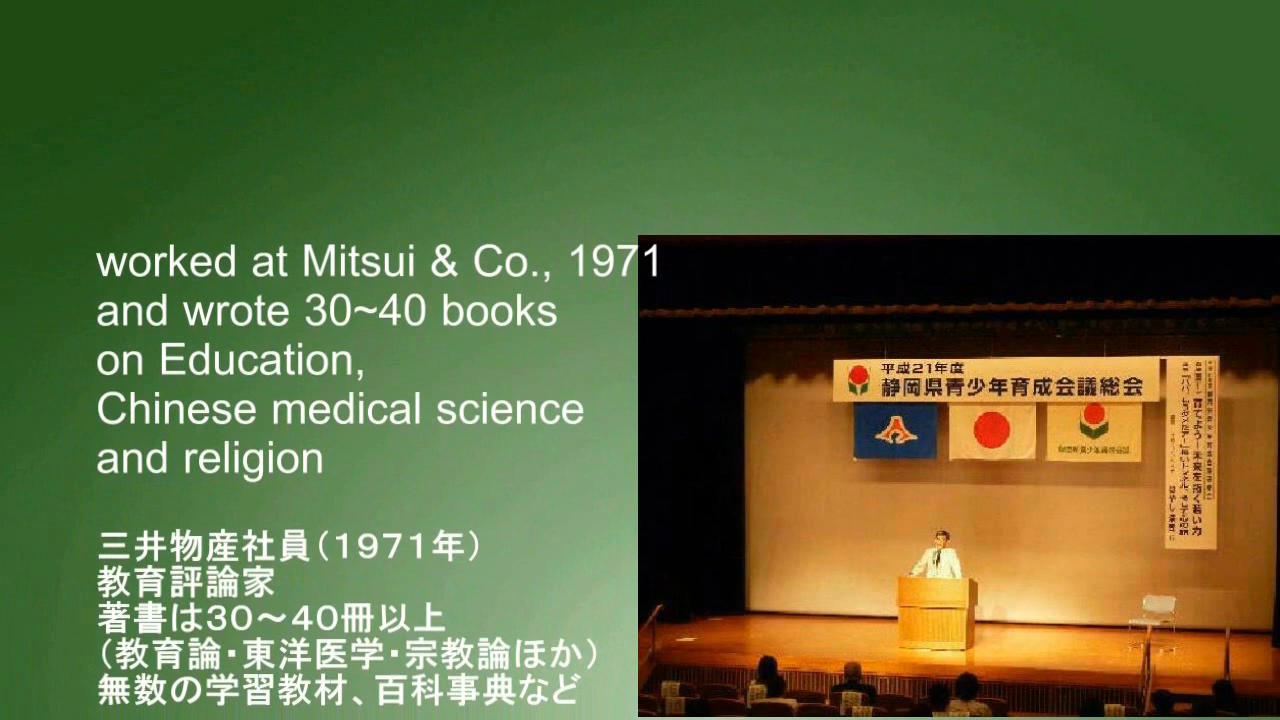 worked at Mitsui & Co., 1971
and wrote 30~40 books
on Education,
Chinese medical science
and religion
三井物産社員（１９７１年）
教育評論家
著書は３０～４０冊以上
（教育論・東洋医学・宗教論ほか）
無数の学習教材、百科事典など
平成21年度
静岡県青少年育成会議総会